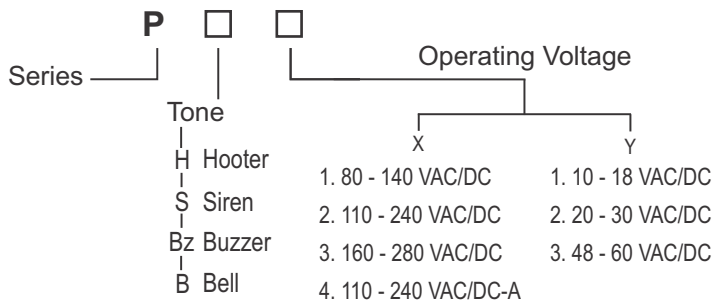 P □ □
Series
Operating Voltage
Tone
X Y
H Hooter
S Siren
Bz Buzzer
B Bell
1. 80 - 140 VAC/DC
2. 110 - 240 VAC/DC
3. 160 - 280 VAC/DC
4. 110 - 240 VAC/DC-A
1. 10 - 18 VAC/DC
2. 20 - 30 VAC/DC
3. 48 - 60 VAC/DC